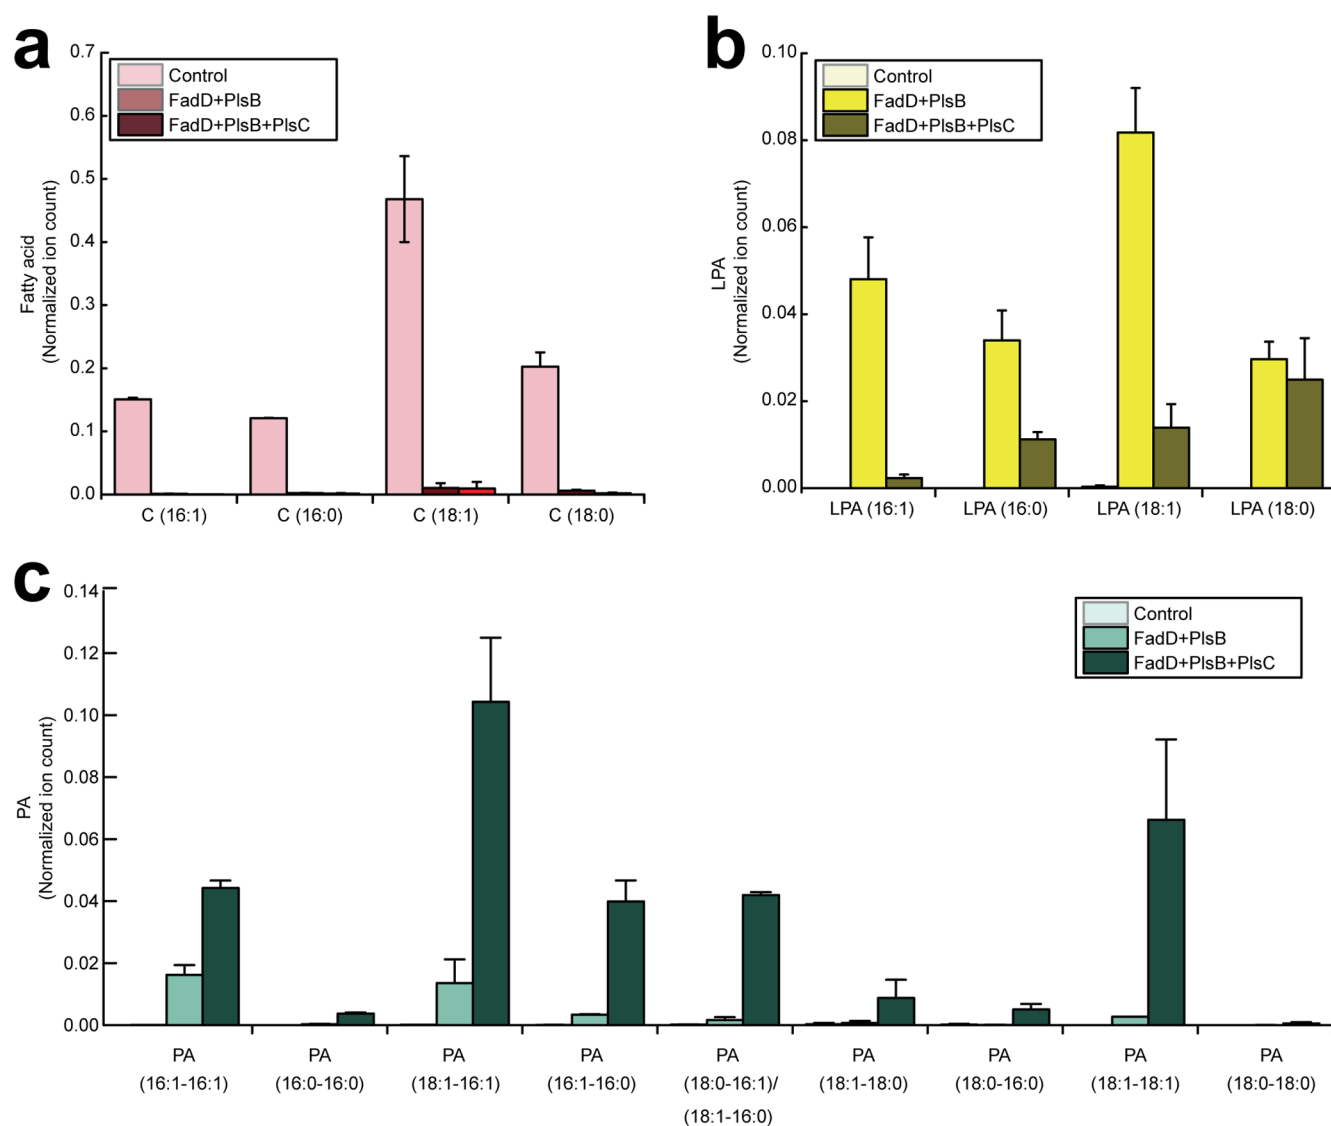 a
0.7
0.6
0.5
0.4
0.3
0.2
0.1
0.0
Fatty acid
(Normalized ion count)
Control
FadD+PlsB
FadD+PlsB+PlsC
C (16:1) C (16:0) C (18:1) C (18:0)
b
0.10
0.08
0.06
0.04
0.02
0.00
LPA
(Normalized ion count)
Control
FadD+PlsB
FadD+PlsB+PlsC
LPA (16:1) LPA (16:0) LPA (18:1) LPA (18:0)
c
0.14
0.12
0.10
0.08
0.06
0.04
0.02
0.00
PA
(Normalized ion count)
Control
FadD+PlsB
FadD+PlsB+PlsC
PA PA PA PA PA PA PA PA PA
(16:1-16:1) (16:0-16:0) (18:1-16:1) (16:1-16:0) (18:0-16:1)/ (18:1-18:0) (18:0-16:0) (18:1-18:1) (18:0-18:0)
(18:1-16:0)